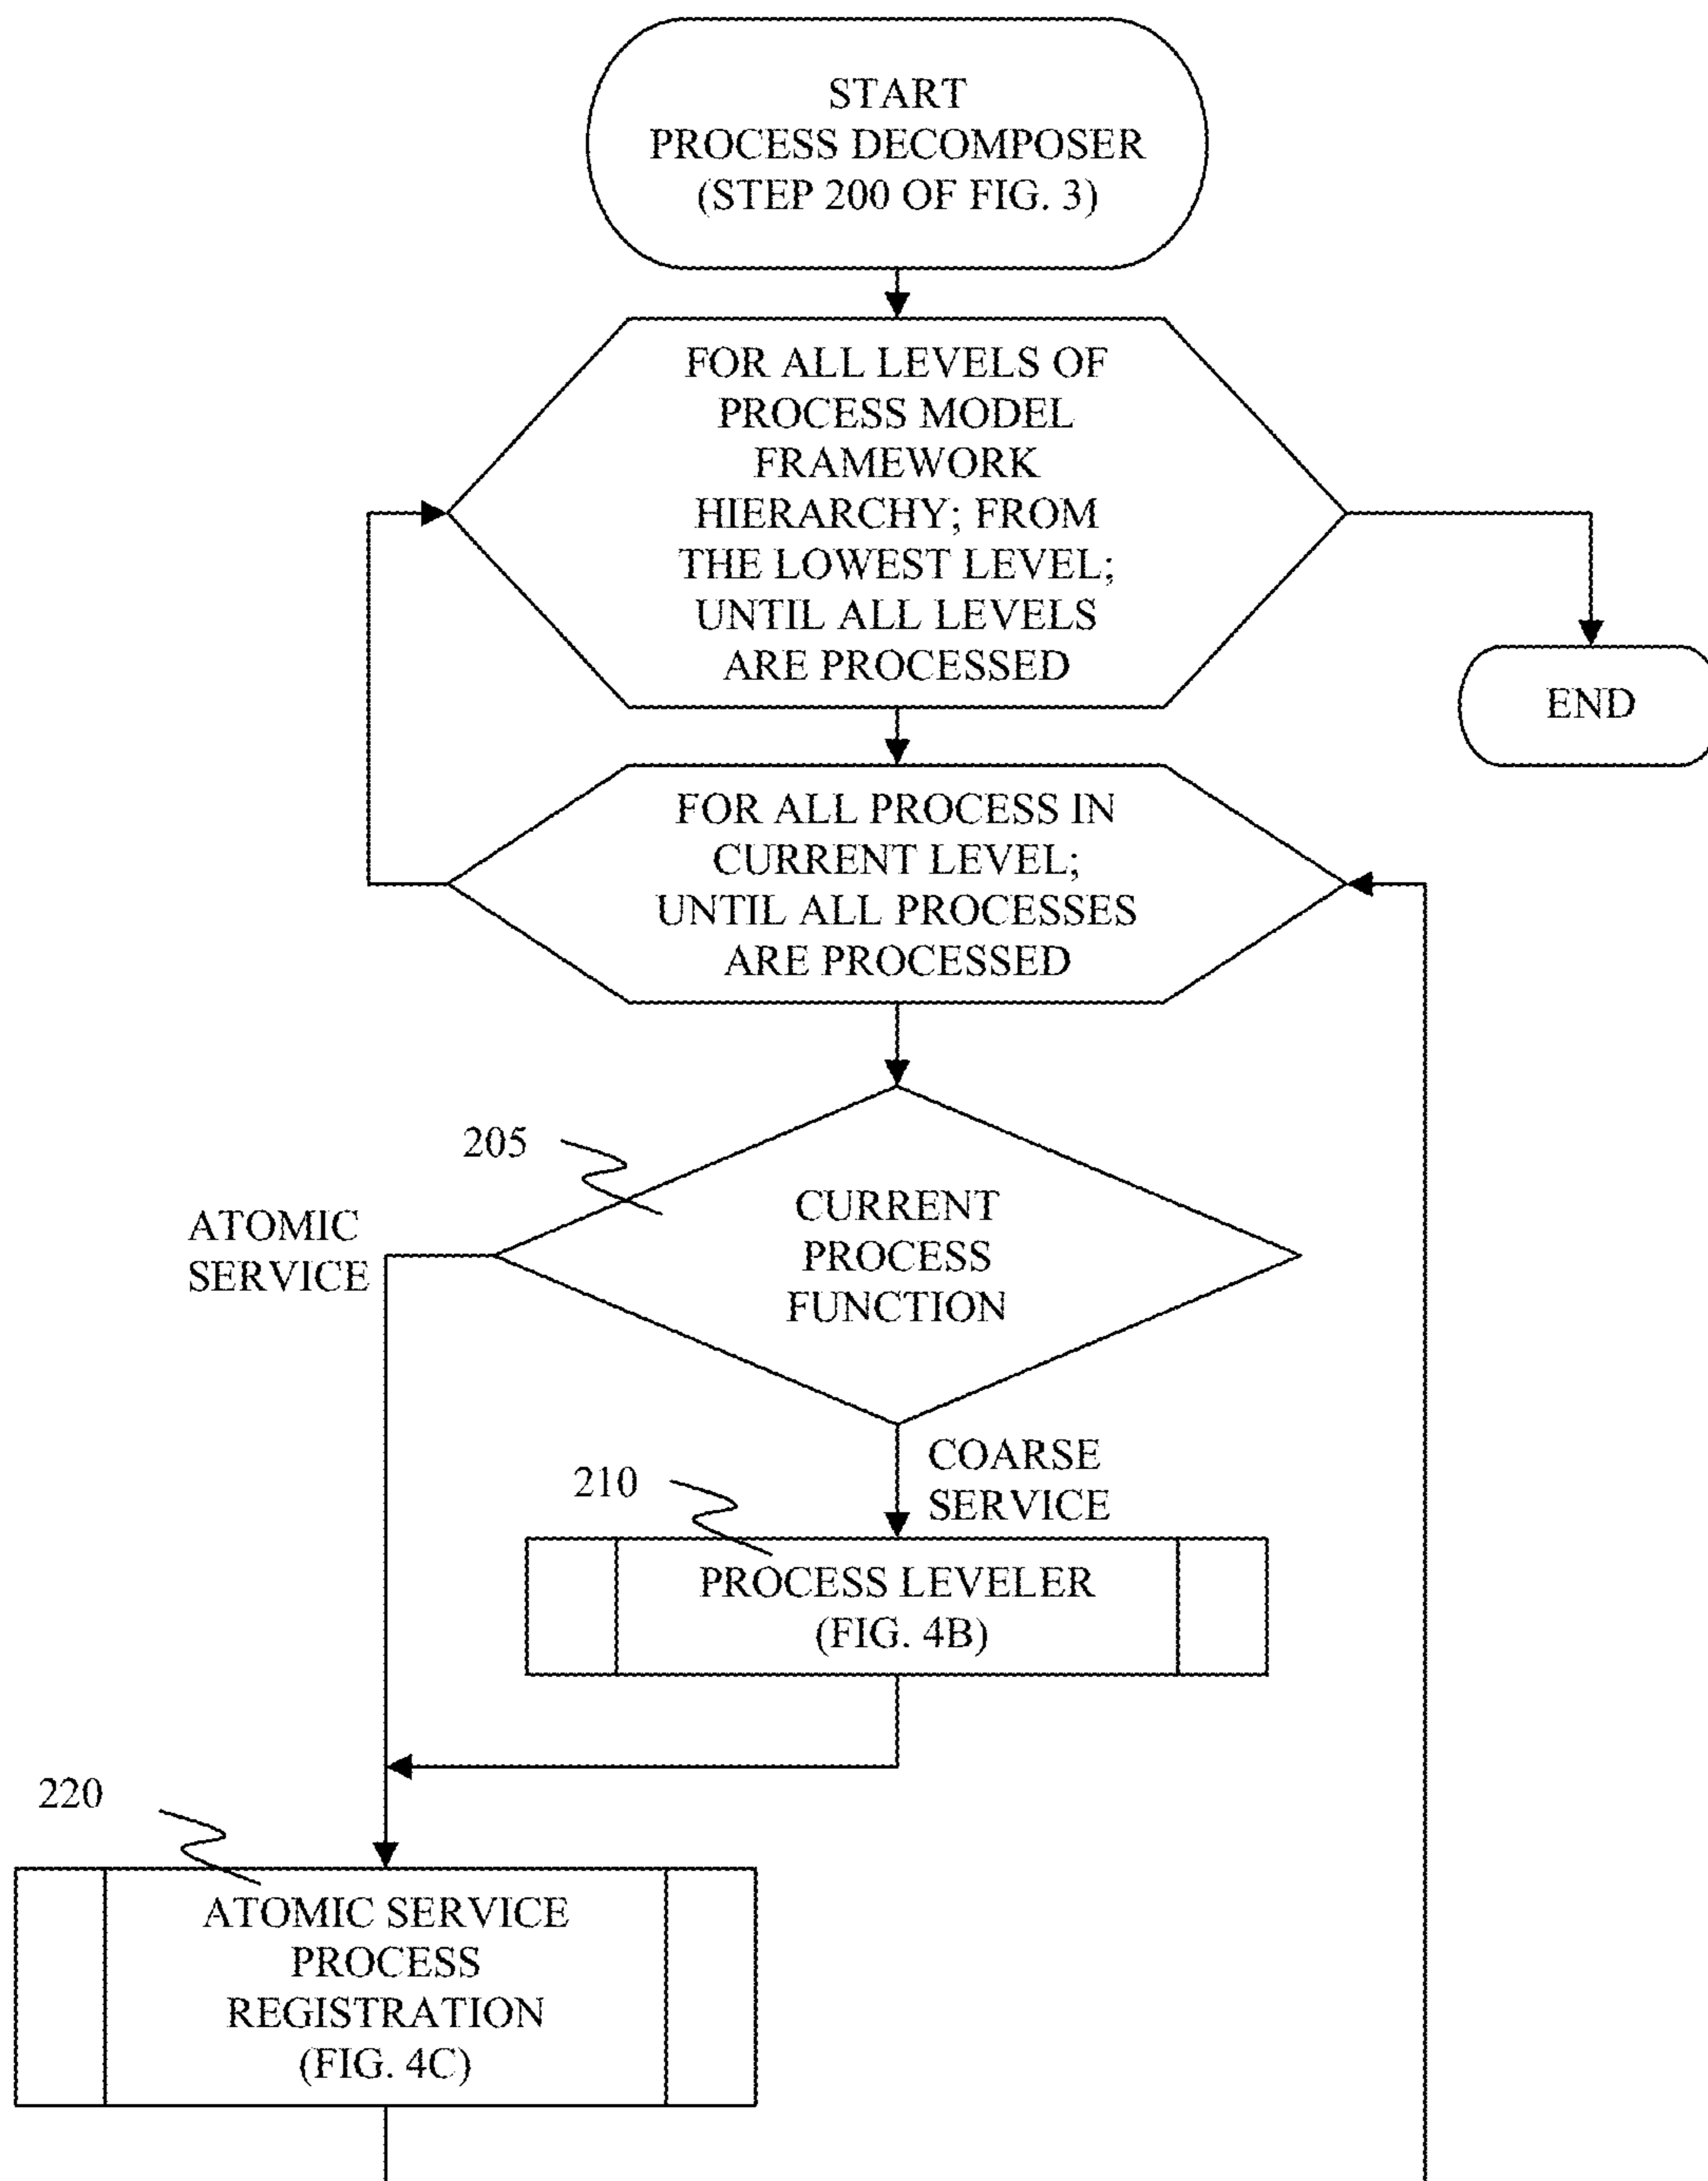 START
PROCESS DECOMPOSER
(STEP 200 OF FIG. 3)
FOR ALL LEVELS OF
PROCESS MODEL
FRAMEWORK
HIERARCHY; FROM
THE LOWEST LEVEL;
UNTIL ALL LEVELS
ARE PROCESSED
END
FOR ALL PROCESS IN
CURRENT LEVEL;
UNTIL ALL PROCESSES
ARE PROCESSED
205
ATOMIC
SERVICE
CURRENT
PROCESS
FUNCTION
COARSE
SERVICE
210
PROCESS LEVELER
(FIG. 4B)
220
ATOMIC SERVICE
PROCESS
REGISTRATION
(FIG. 4C)